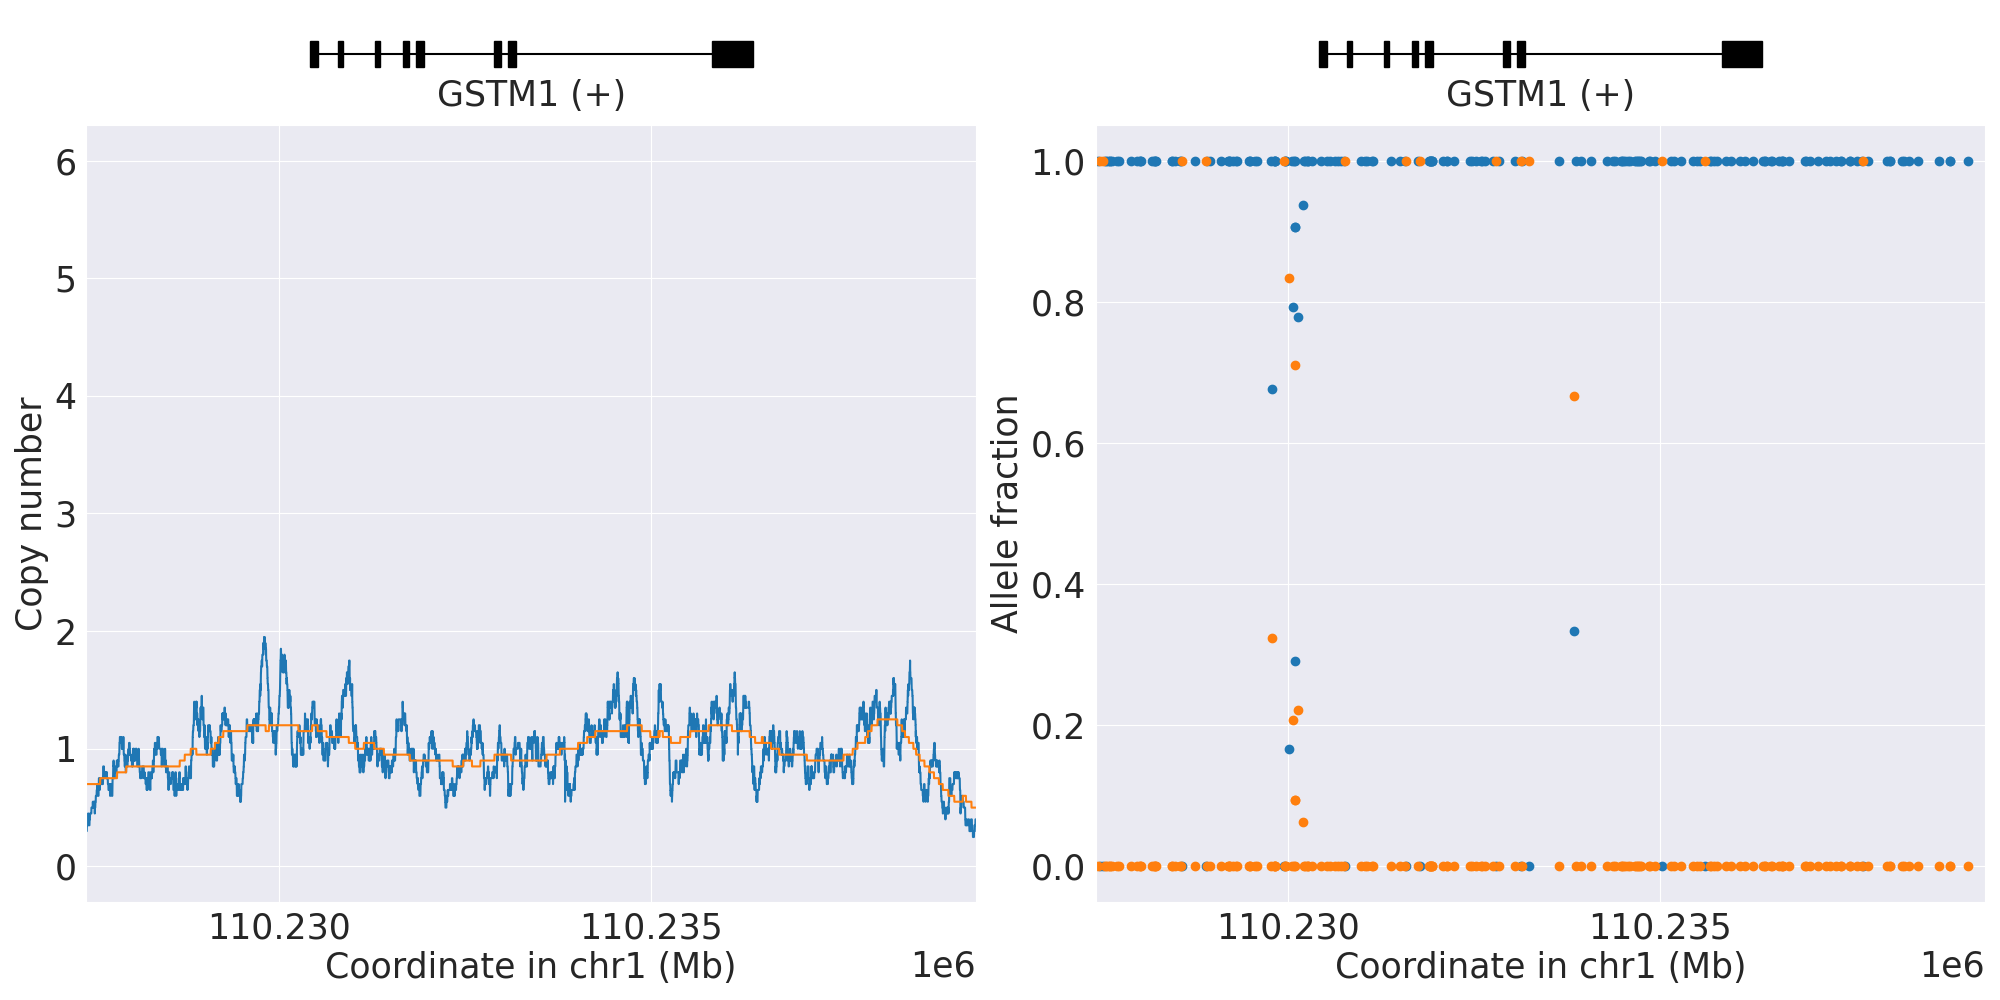 GSTM1 (+)
6
5
4
3
2
1
0
Copy number
110.230
110.235
Coordinate in chr1 (Mb)
1e6
GSTM1 (+)
1.0
0.8
0.6
0.4
0.2
0.0
Allele fraction
110.230
110.235
Coordinate in chr1 (Mb)
1e6